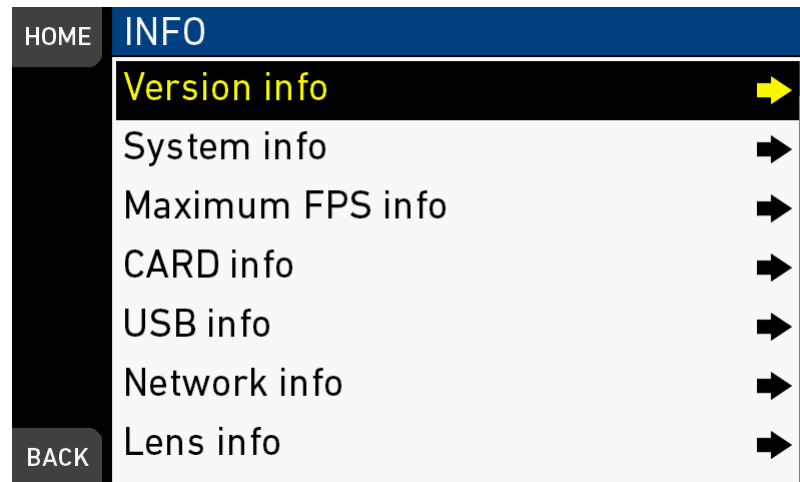 HOME
INFO
Version info
System info
Maximum FPS info
CARD info
USB info
Network info
Lens info
BACK